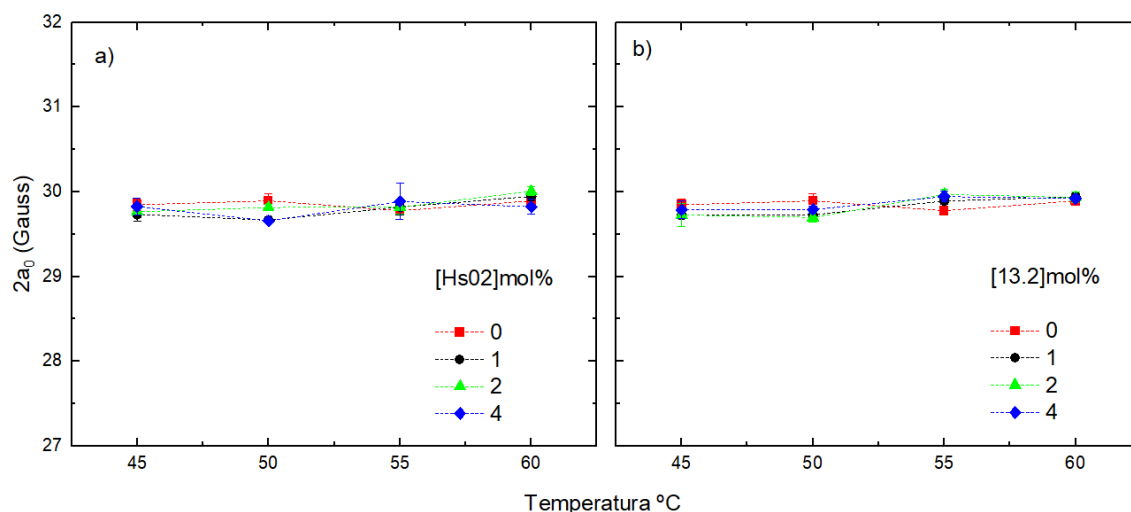 32
31
30
29
28
27
2a₀ (Gauss)
a)
[Hs02]mol%
0
1
2
4
45 50 55 60
b)
[13.2]mol%
0
1
2
4
45 50 55 60
Temperatura ºC